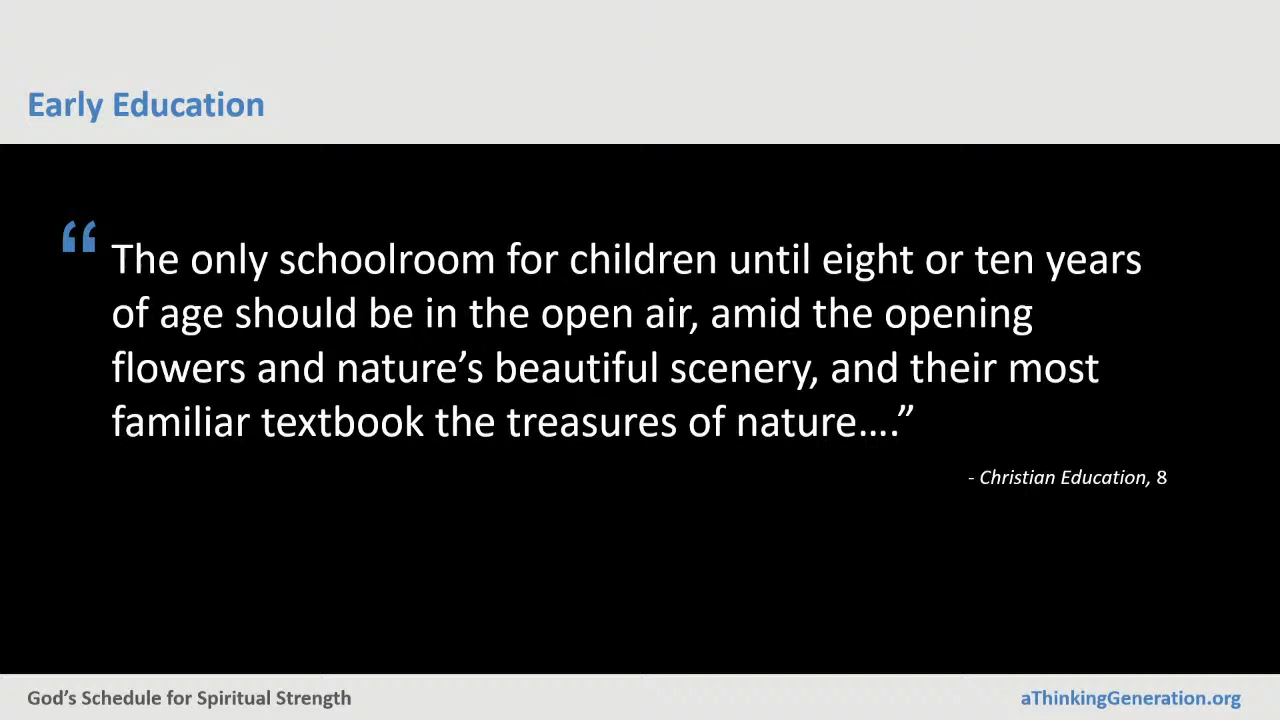 Early Education
“The only schoolroom for children until eight or ten years
of age should be in the open air, amid the opening
flowers and nature’s beautiful scenery, and their most
familiar textbook the treasures of nature….”
- Christian Education, 8
God’s Schedule for Spiritual Strength
aThinkingGeneration.org